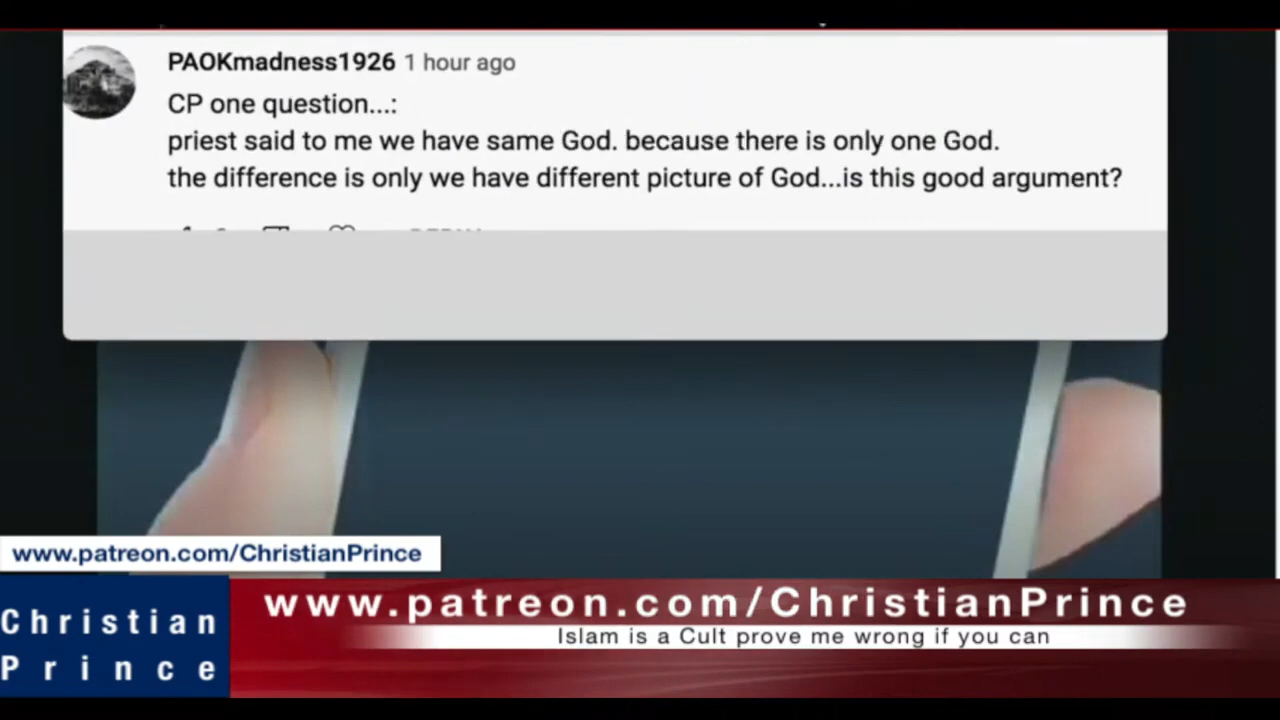 PAOKmadness1926 1 hour ago
CP one question...:
priest said to me we have same God. because there is only one God.
the difference is only we have different picture of God...is this good argument?
www.patreon.com/ChristianPrince
www.patreon.com/ChristianPrince
Islam is a Cult prove me wrong if you can
Christian
Prince